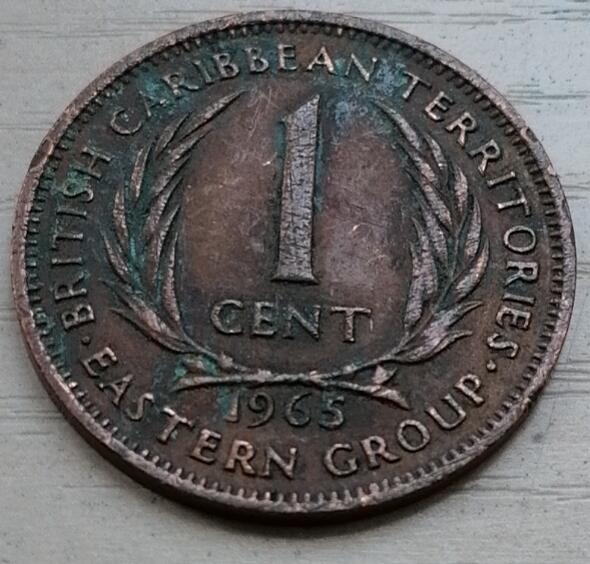 BRITISH CARIBBEAN TERRITORIES.
1
CENT
1965
· EASTERN GROUP